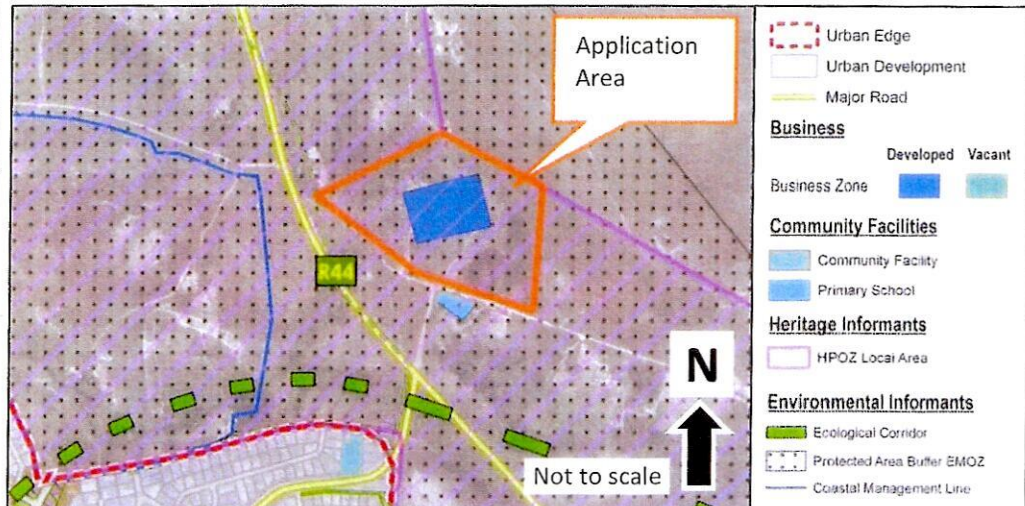 Application
Area
R44
N
Not to scale
Urban Edge
Urban Development
Major Road
Business
Developed Vacant
Business Zone
Community Facilities
Community Facility
Primary School
Heritage Informants
HPOZ Local Area
Environmental Informants
Ecological Corridor
Protected Area Buffer EMOZ
Coastal Management Line